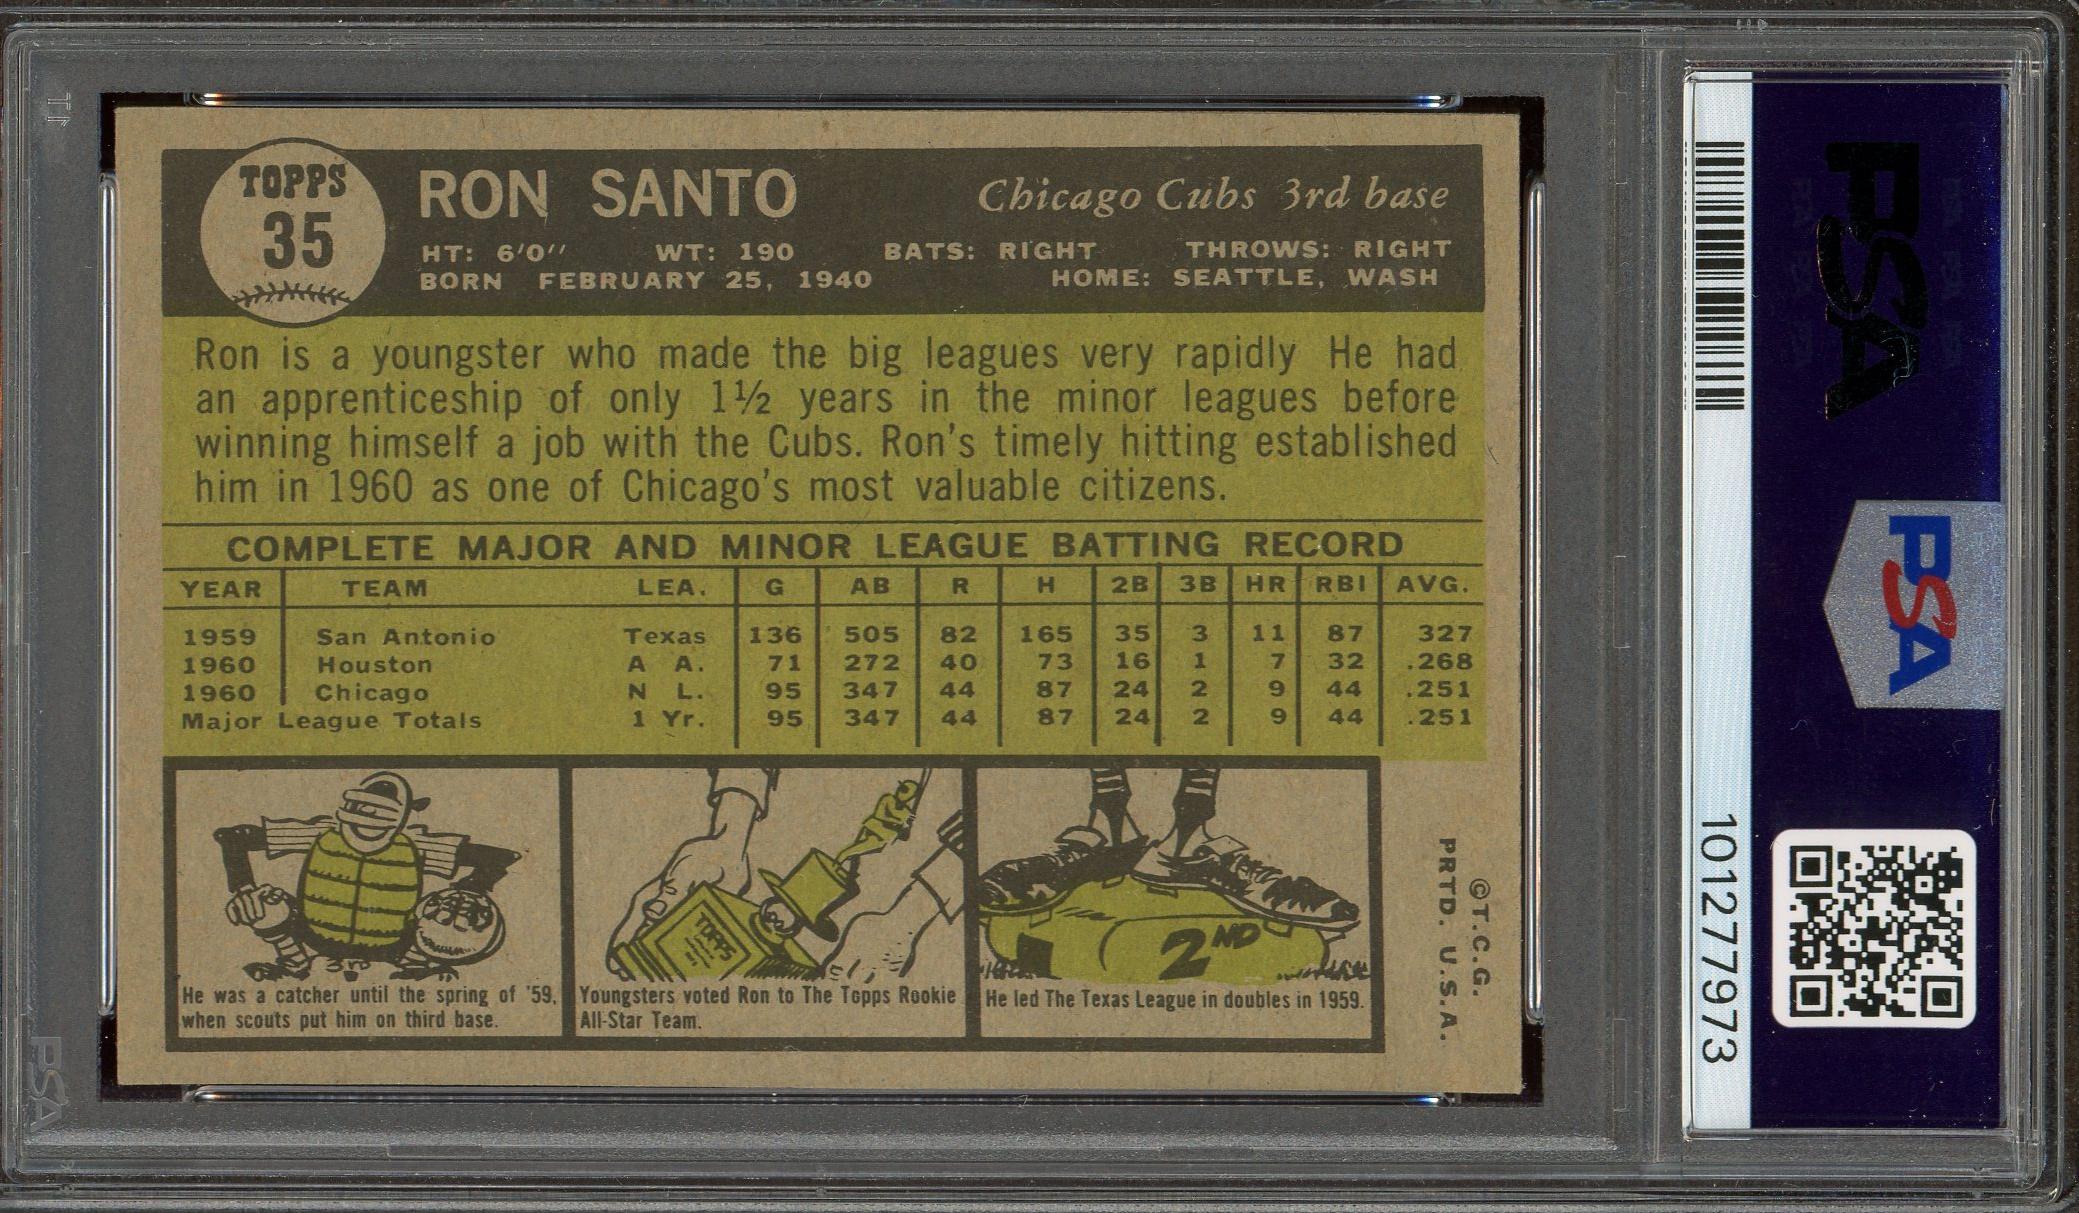 TOPPS
35
RON SANTO
Chicago Cubs 3rd base
HT: 6'0'' WT: 190 BATS: RIGHT THROWS: RIGHT
BORN FEBRUARY 25, 1940 HOME: SEATTLE, WASH
Ron is a youngster who made the big leagues very rapidly He had
an apprenticeship of only 1½ years in the minor leagues before
winning himself a job with the Cubs. Ron's timely hitting established
him in 1960 as one of Chicago's most valuable citizens.
COMPLETE MAJOR AND MINOR LEAGUE BATTING RECORD
YEAR TEAM LEA. G AB R H 2B 3B HR RBI AVG.
1959 San Antonio Texas 136 505 82 165 35 3 11 87 327
1960 Houston A A. 71 272 40 73 16 1 7 32 .268
1960 Chicago N L. 95 347 44 87 24 2 9 44 .251
Major League Totals 1 Yr. 95 347 44 87 24 2 9 44 .251
3rd
He was a catcher until the spring of '59,
when scouts put him on third base.
TOPPS
Youngsters voted Ron to The Topps Rookie
All-Star Team.
2ND
He led The Texas League in doubles in 1959.
©T.C.G.
PRTD. U.S.A.
PSA
PSA
101277973
PSA